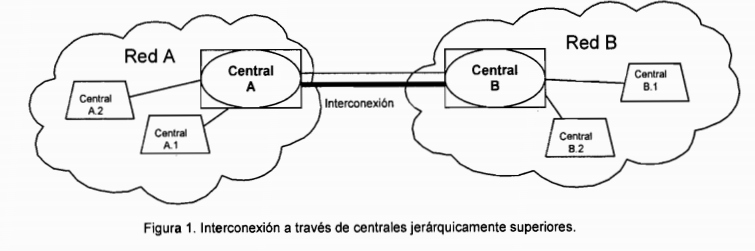 Red A
Red B
Central
A
Central
B
Central
A.2
Central
A.1
Interconexión
Central
B.1
Central
B.2
Figura 1. Interconexión a través de centrales jerárquicamente superiores.